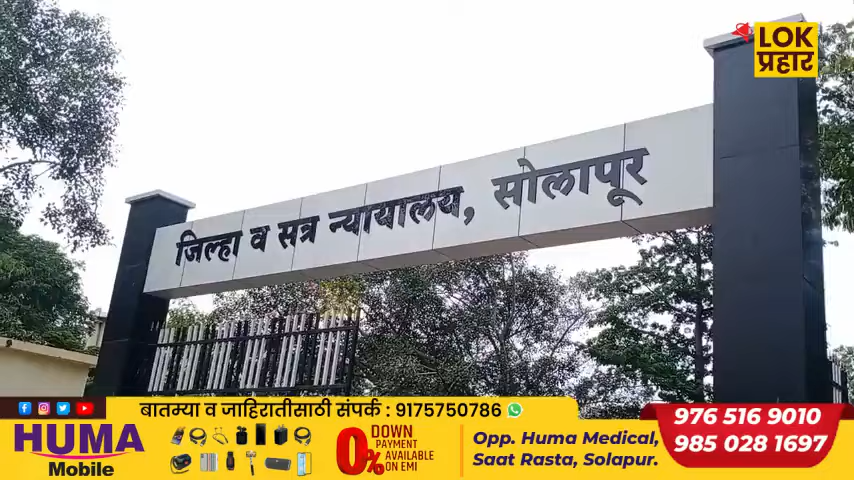 LOK
प्रहार
जिल्हा व सत्र न्यायालय, सोलापूर
बातम्या व जाहिरातीसाठी संपर्क : 9175750786
HUMA
Mobile
0%
DOWN
PAYMENT
AVAILABLE
ON EMI
Opp. Huma Medical,
Saat Rasta, Solapur.
976 516 9010
985 028 1697